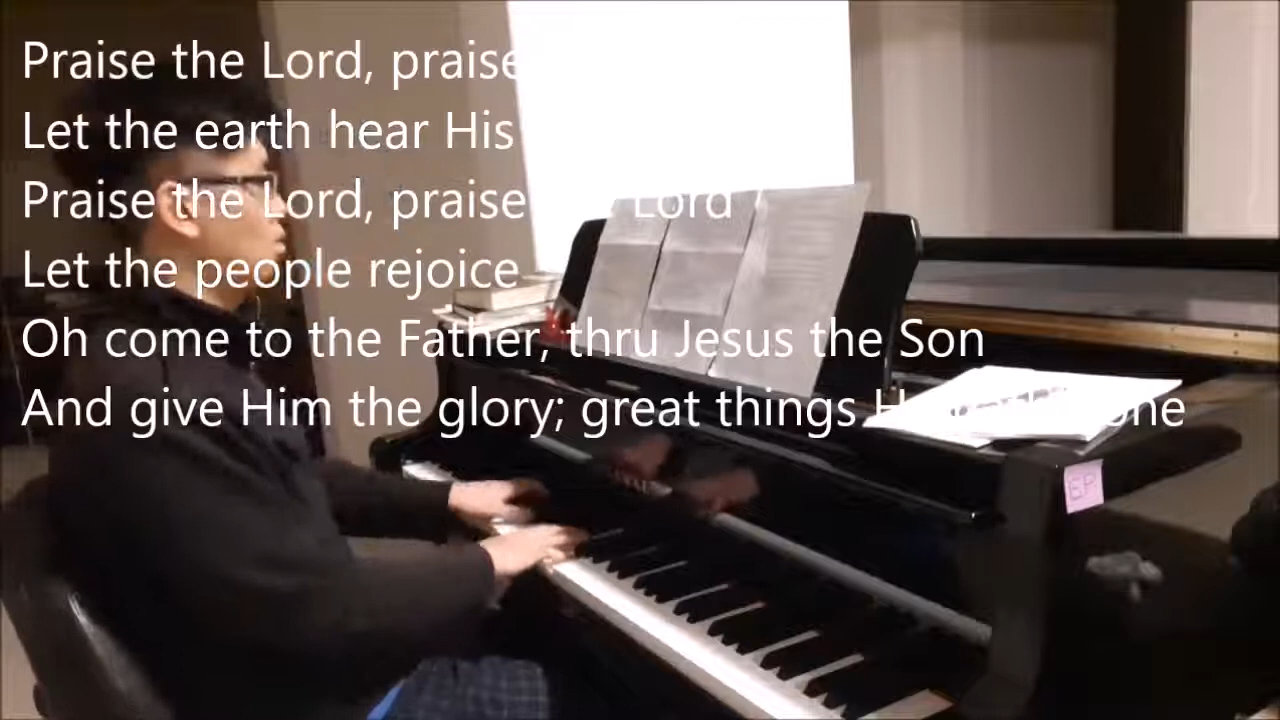 Praise the Lord, praise
Let the earth hear His
Praise the Lord, praise Lord
Let the people rejoice
Oh come to the Father, thru Jesus the Son
And give Him the glory; great things
EP